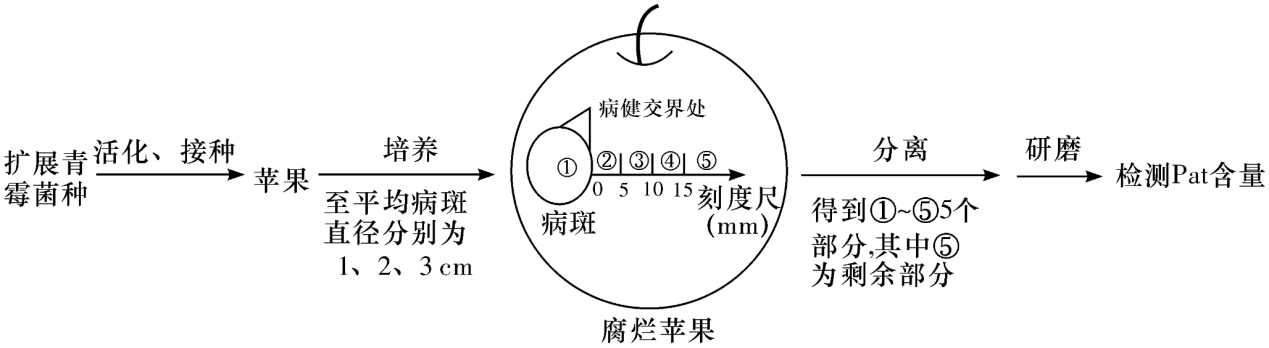 扩展青
霉菌种
活化、接种
苹果
培养
至平均病斑
直径分别为
1、2、3 cm
病健交界处
① ② ③ ④ ⑤
0 5 10 15 刻度尺
(mm)
病斑
腐烂苹果
分离
得到①~⑤5个
部分,其中⑤
为剩余部分
研磨
检测Pat含量